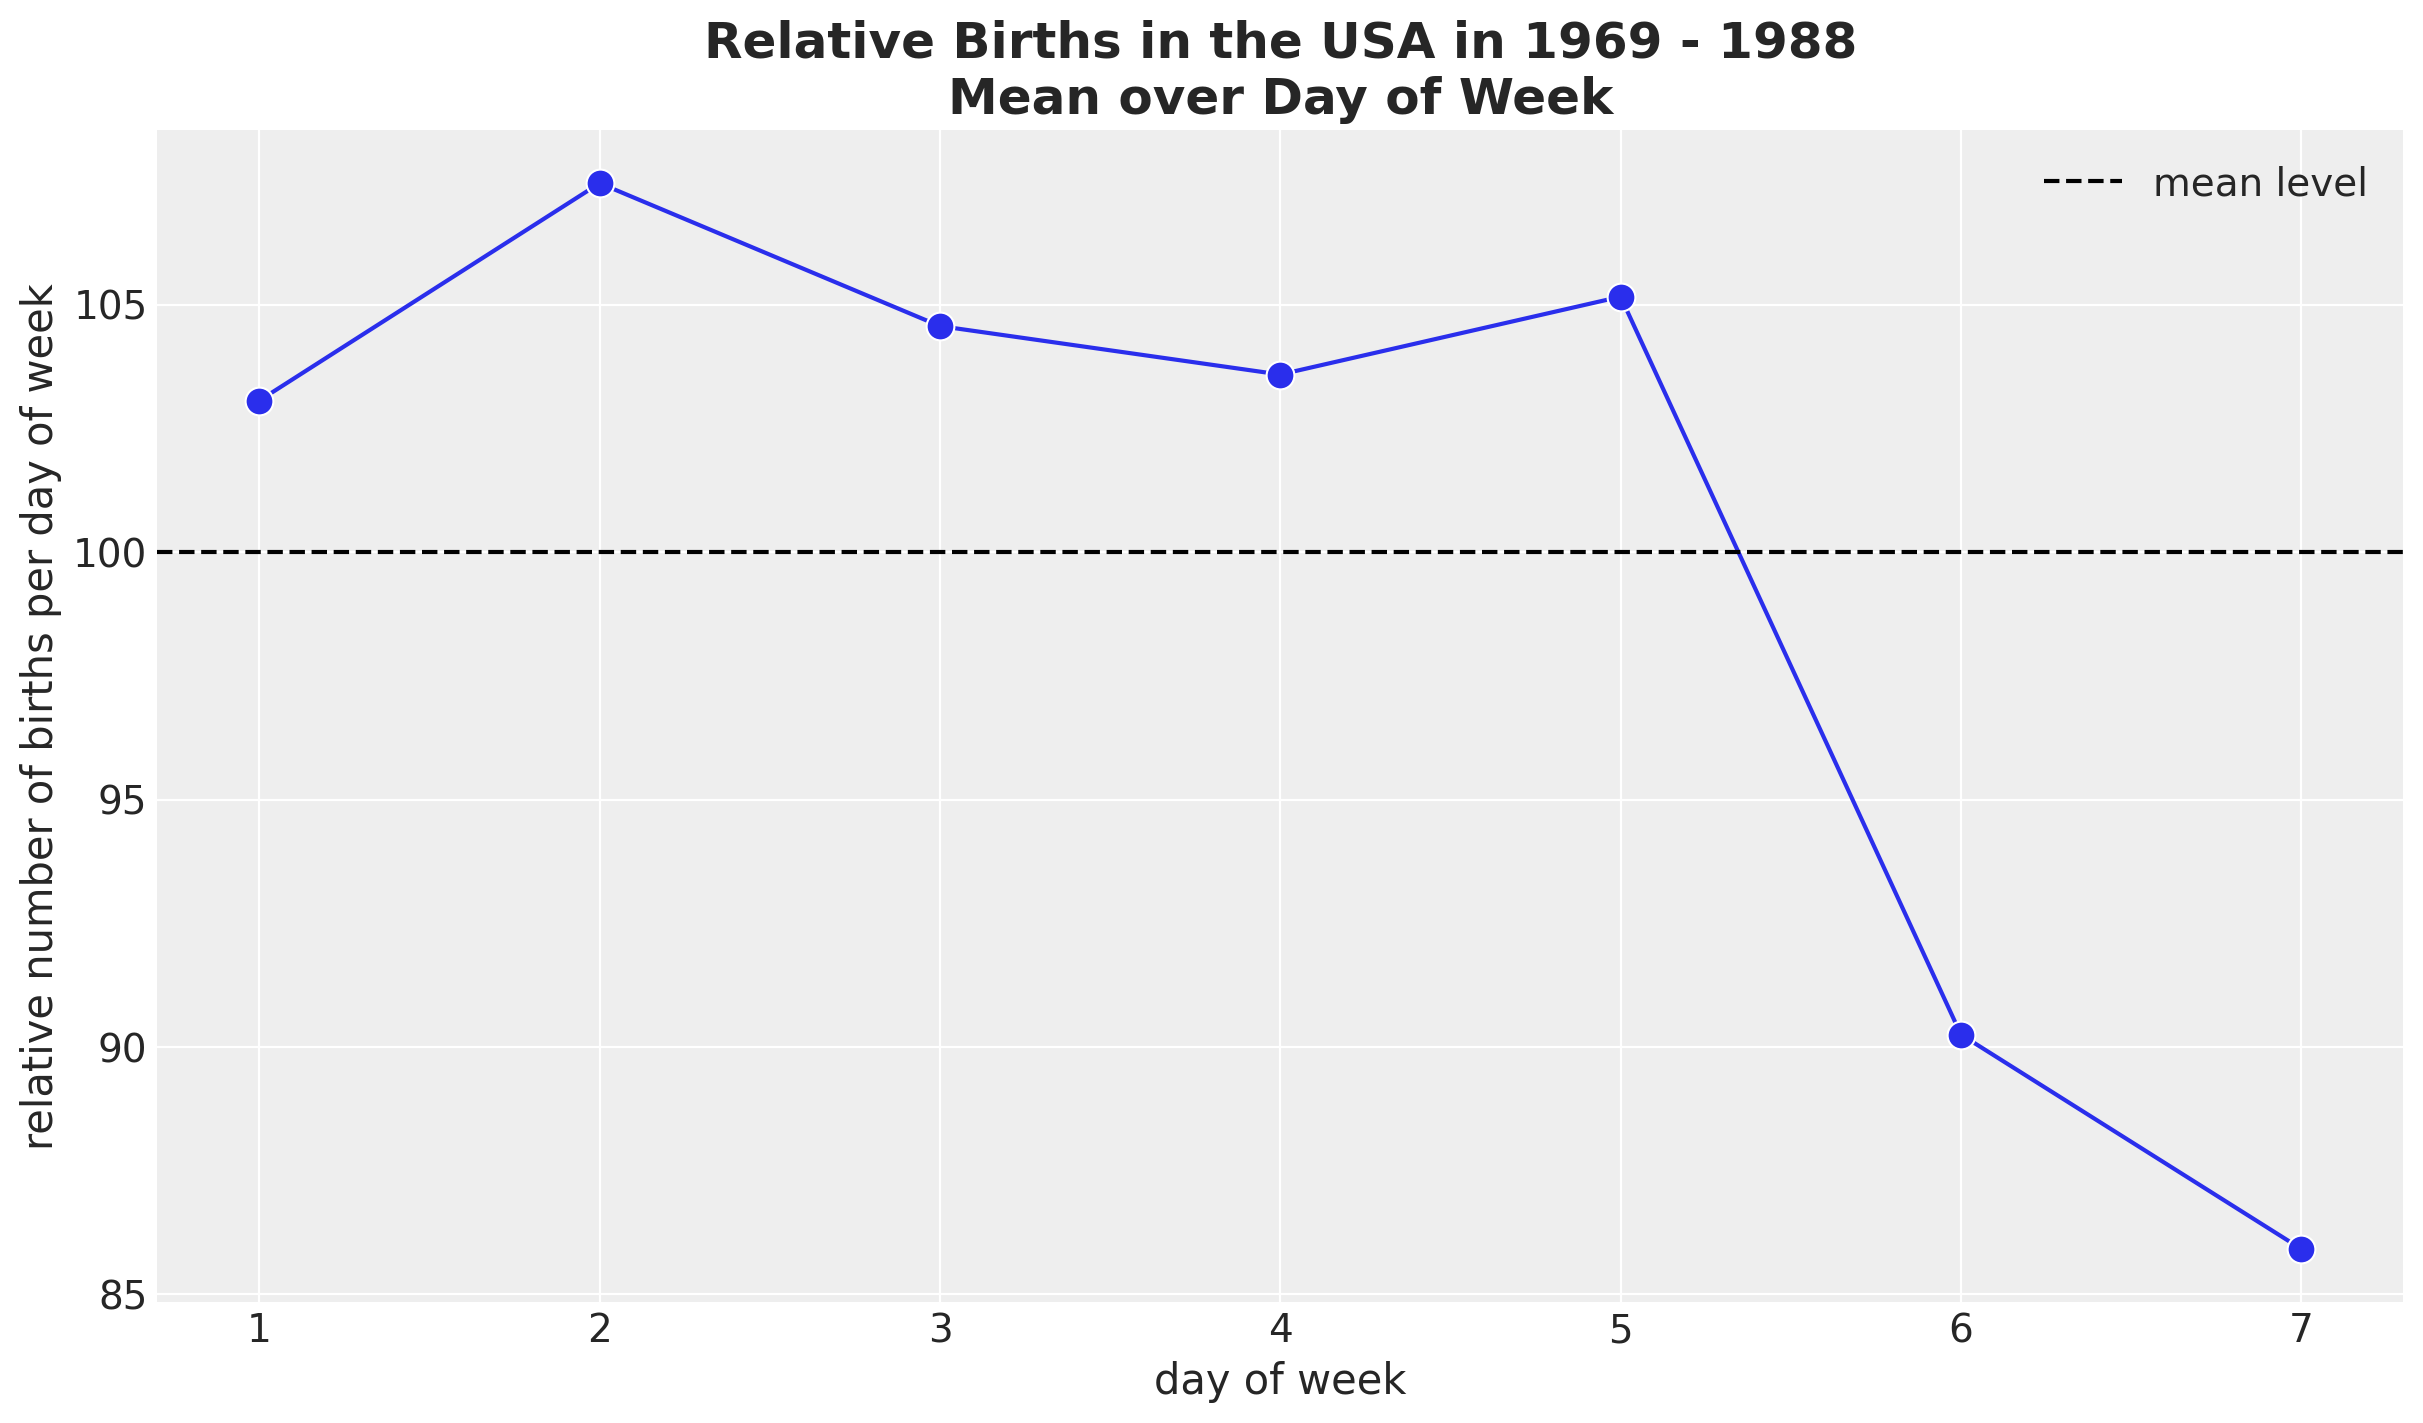 Relative Births in the USA in 1969 - 1988
Mean over Day of Week
mean level
relative number of births per day of week
105
100
95
90
85
1 2 3 4 5 6 7
day of week